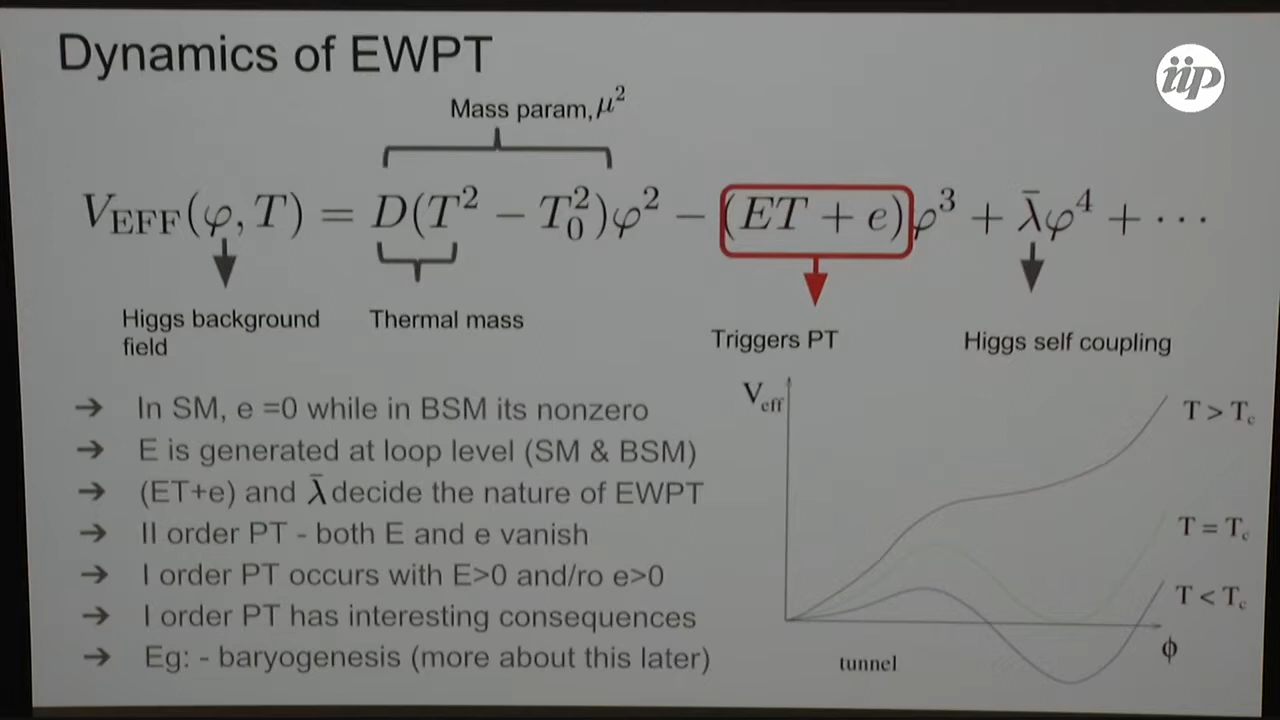 Dynamics of EWPT
iip
Mass param, μ²
V_EFF(φ, T) = D(T² − T₀²)φ² − (ET + e)φ³ + λ̄φ⁴ + ⋯
Higgs background
field
Thermal mass
Triggers PT
Higgs self coupling
➔ In SM, e =0 while in BSM its nonzero
➔ E is generated at loop level (SM & BSM)
➔ (ET+e) and λ̄ decide the nature of EWPT
➔ II order PT - both E and e vanish
➔ I order PT occurs with E>0 and/ro e>0
➔ I order PT has interesting consequences
➔ Eg: - baryogenesis (more about this later)
V_eff
T > T_c
T = T_c
T < T_c
ϕ
tunnel